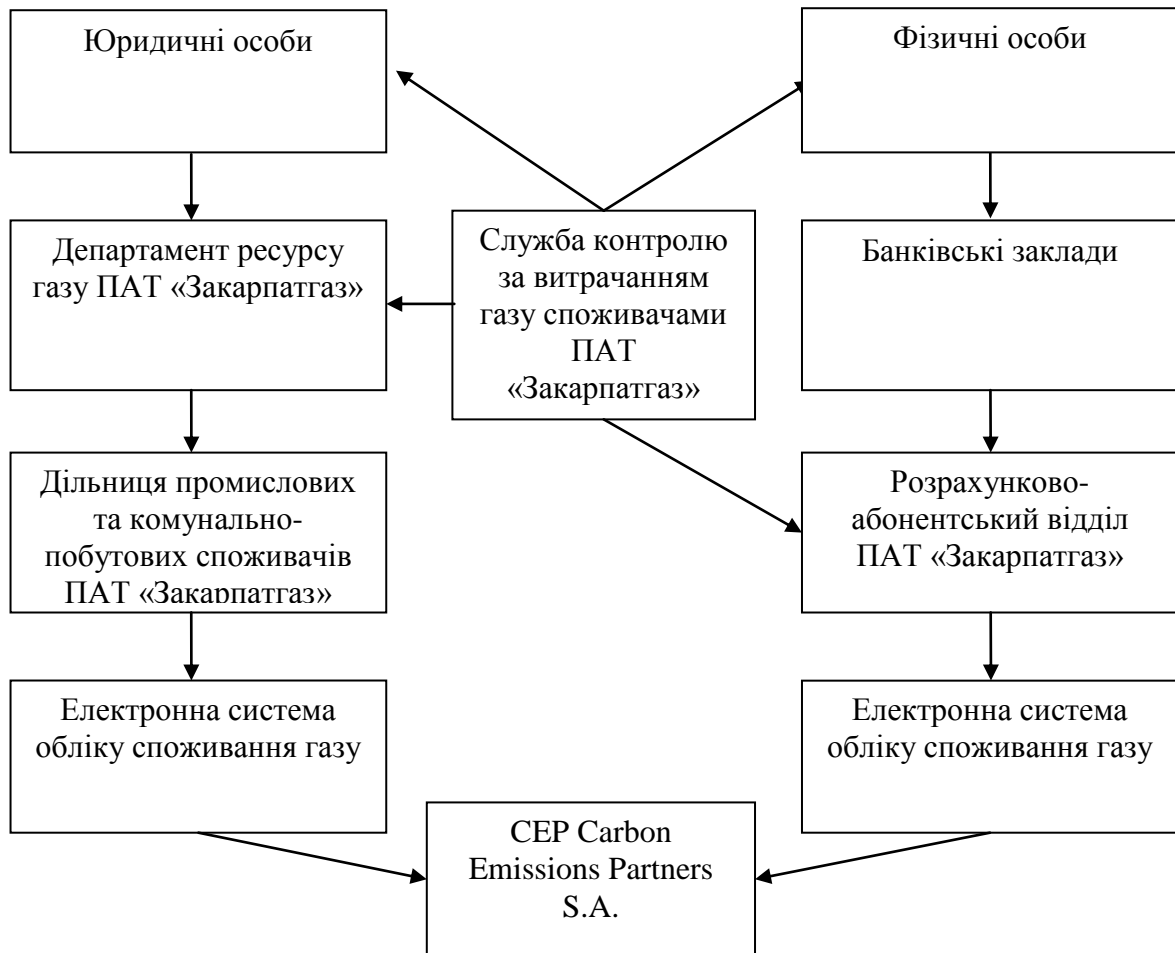 Юридичні особи
Фізичні особи
Департамент ресурсу
газу ПАТ «Закарпатгаз»
Служба контролю
за витрачанням
газу споживачами
ПАТ
«Закарпатгаз»
Банківські заклади
Дільниця промислових
та комунально-
побутових споживачів
ПАТ «Закарпатгаз»
Розрахунково-
абонентський відділ
ПАТ «Закарпатгаз»
Електронна система
обліку споживання газу
Електронна система
обліку споживання газу
CEP Carbon
Emissions Partners
S.A.